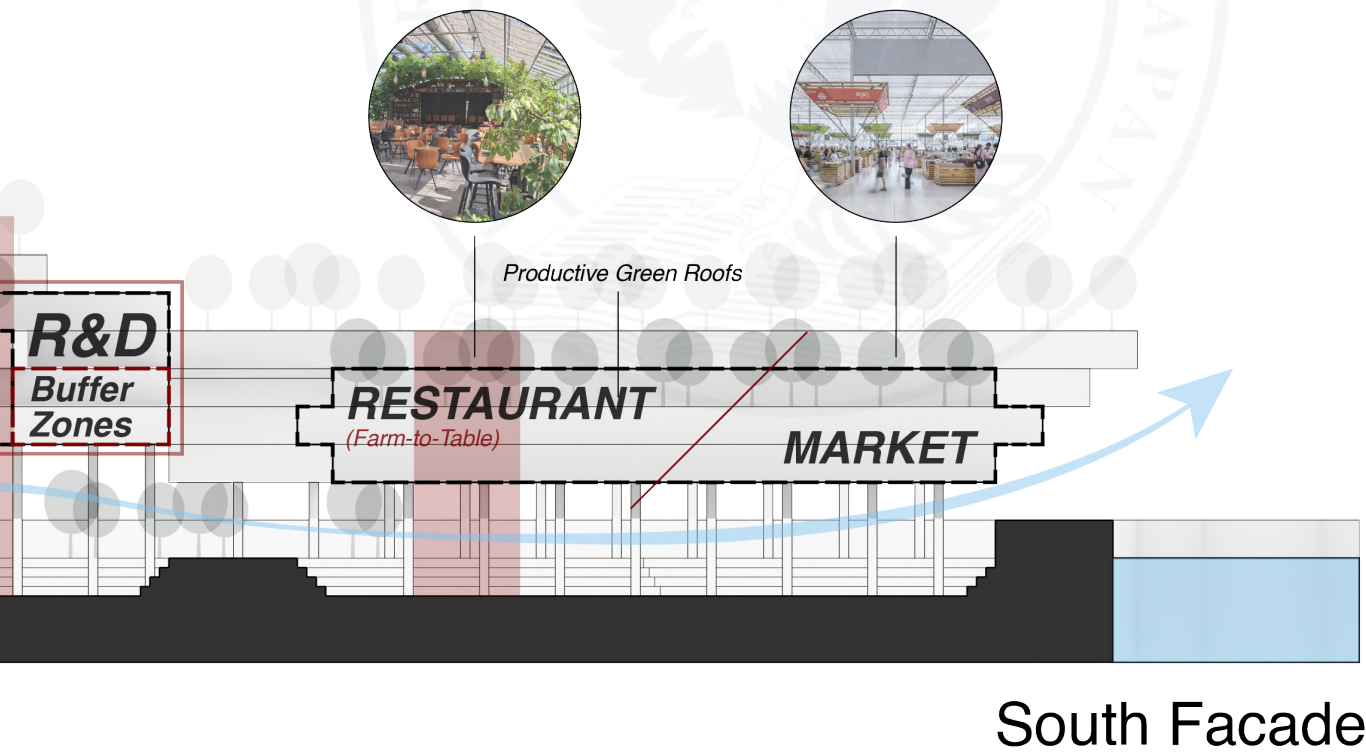 Productive Green Roofs
R&D
Buffer
Zones
RESTAURANT
(Farm-to-Table)
MARKET
South Facade